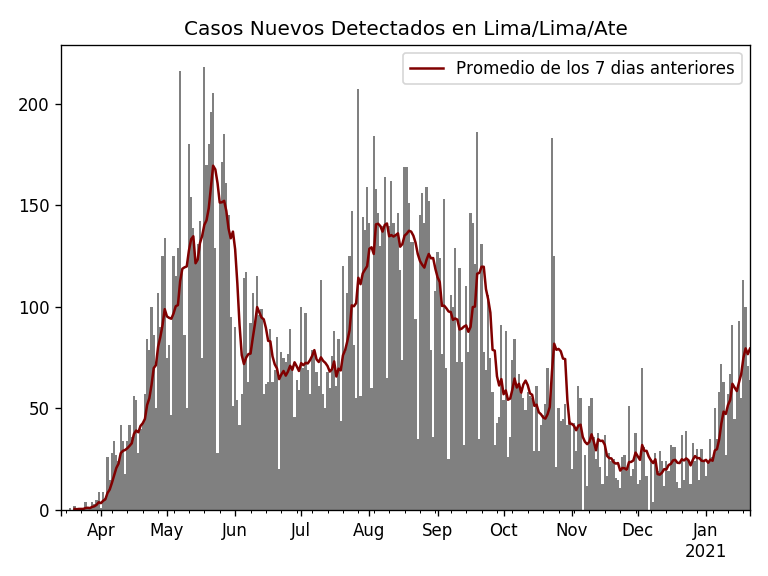 Casos Nuevos Detectados en Lima/Lima/Ate
Promedio de los 7 dias anteriores
200
150
100
50
0
Apr May Jun Jul Aug Sep Oct Nov Dec Jan
2021